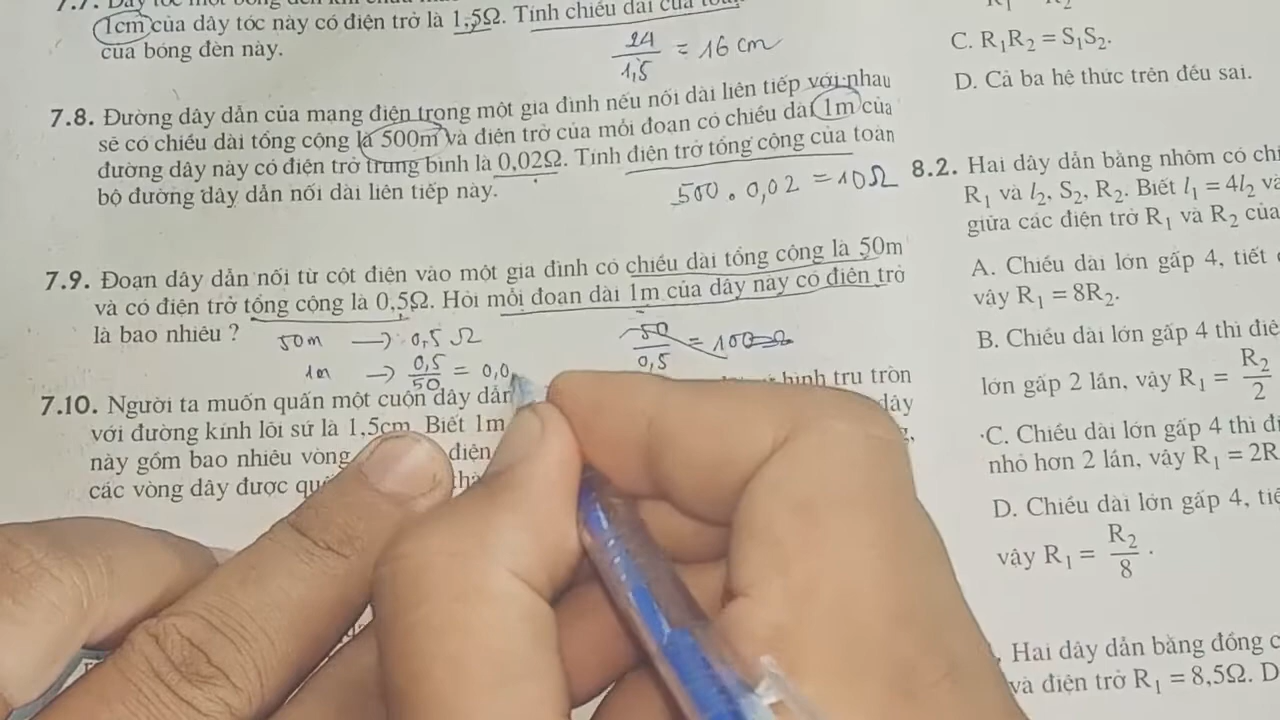 1cm của dây tóc này có điện trở là 1,5Ω. Tính chiều dài của
của bóng đèn này.
24
1,5
= 16 cm
7.8. Đường dây dẫn của mạng điện trong một gia đình nếu nối dài liên tiếp với nhau
sẽ có chiều dài tổng cộng là 500m và điện trở của mỗi đoạn có chiều dài 1m của
đường dây này có điện trở trung bình là 0,02Ω. Tính điện trở tổng cộng của toàn
bộ đường dây dẫn nối dài liên tiếp này.
500 . 0,02 = 10Ω
7.9. Đoạn dây dẫn nối từ cột điện vào một gia đình có chiều dài tổng cộng là 50m
và có điện trở tổng cộng là 0,5Ω. Hỏi mỗi đoạn dài 1m của dây này có điện trở
là bao nhiêu ?
50m → 0,5 Ω
1m → 0,5
50
= 0,0
50
0,5
= 100
7.10. Người ta muốn quấn một cuộn dây dẫn hình trụ tròn
với đường kính lõi sứ là 1,5cm. Biết 1m dây
này gồm bao nhiêu vòng điện
các vòng dây được
C. R₁R₂ = S₁S₂.
D. Cả ba hệ thức trên đều sai.
8.2. Hai dây dẫn bằng nhôm có
R₁ và l₂, S₂, R₂. Biết l₁ = 4l₂ và
giữa các điện trở R₁ và R₂ của
A. Chiều dài lớn gấp 4, tiết
vậy R₁ = 8R₂.
B. Chiều dài lớn gấp 4 thì
lớn gấp 2 lần, vậy R₁ = R₂
2
C. Chiều dài lớn gấp 4 thì
nhỏ hơn 2 lần, vậy R₁ = 2R
D. Chiều dài lớn gấp 4,
vậy R₁ = R₂
8 .
Hai dây dẫn bằng đồng
và điện trở R₁ = 8,5Ω. D